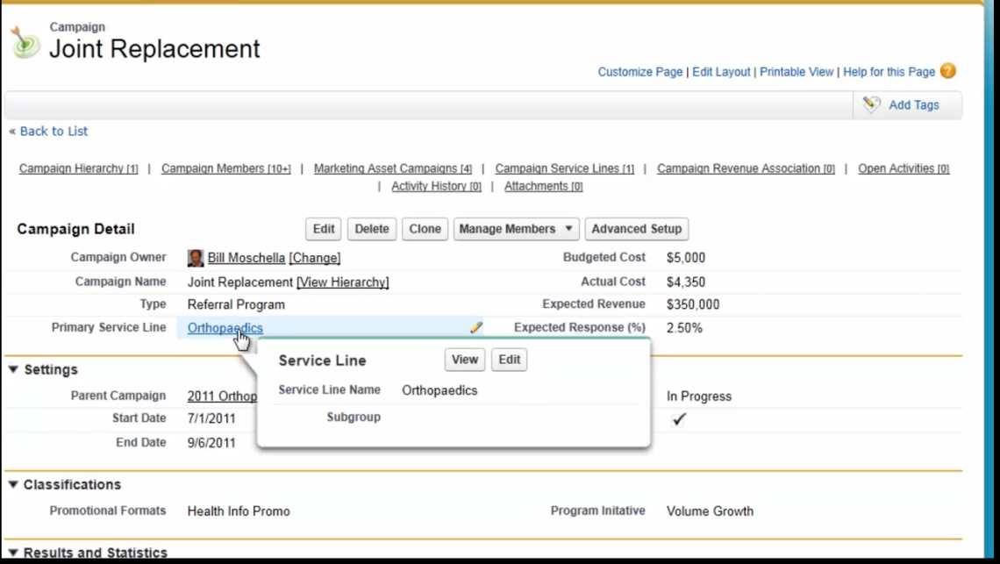 Campaign
Joint Replacement
Customize Page | Edit Layout | Printable View | Help for this Page ?
Add Tags
« Back to List
Campaign Hierarchy [1] | Campaign Members [10+] | Marketing Asset Campaigns [4] | Campaign Service Lines [1] | Campaign Revenue Association [0] | Open Activities [0]
| Activity History [0] | Attachments [0]
Campaign Detail Edit Delete Clone Manage Members Advanced Setup
Campaign Owner Bill Moschella [Change] Budgeted Cost $5,000
Campaign Name Joint Replacement [View Hierarchy] Actual Cost $4,350
Type Referral Program Expected Revenue $350,000
Primary Service Line Orthopaedics Expected Response (%) 2.50%
Service Line View Edit
Service Line Name Orthopaedics
Subgroup
Settings
Parent Campaign 2011 Orthop In Progress
Start Date 7/1/2011
End Date 9/6/2011
Classifications
Promotional Formats Health Info Promo Program Initative Volume Growth
Results and Statistics